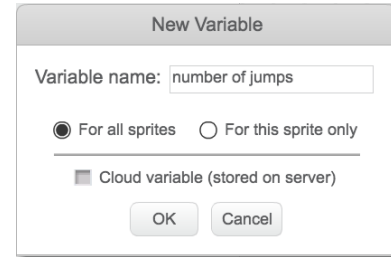 New Variable
Variable name: number of jumps
For all sprites For this sprite only
Cloud variable (stored on server)
OK Cancel